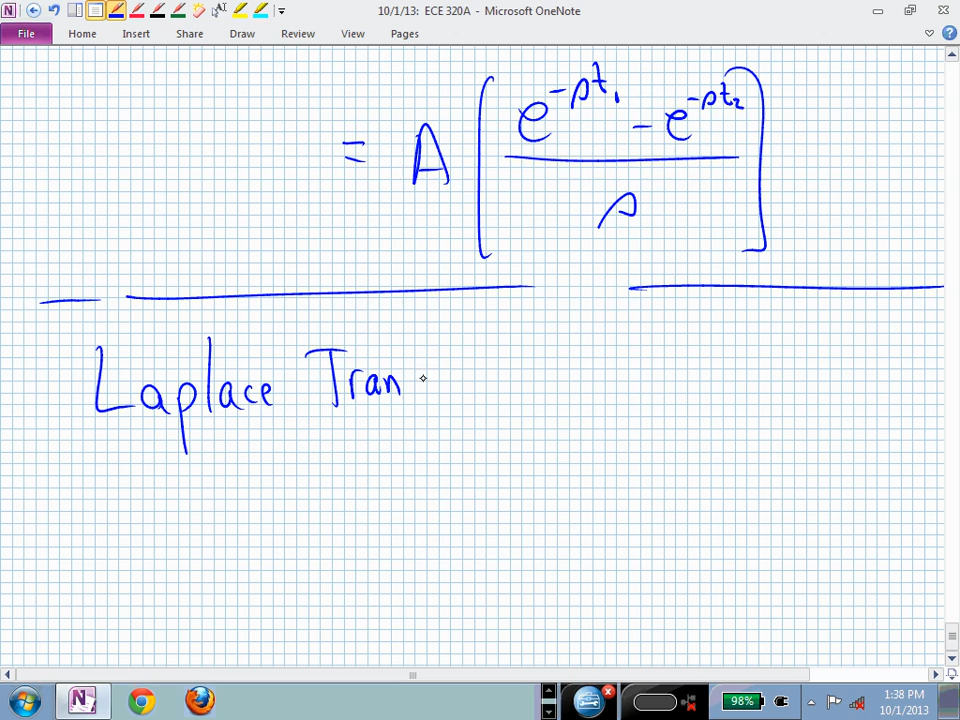 10/1/13: ECE 320A - Microsoft OneNote
File Home Insert Share Draw Review View Pages
= A [ (e^{-st₁} - e^{-st₂}) / s ]
Laplace Tran
98%
1:38 PM
10/1/2013